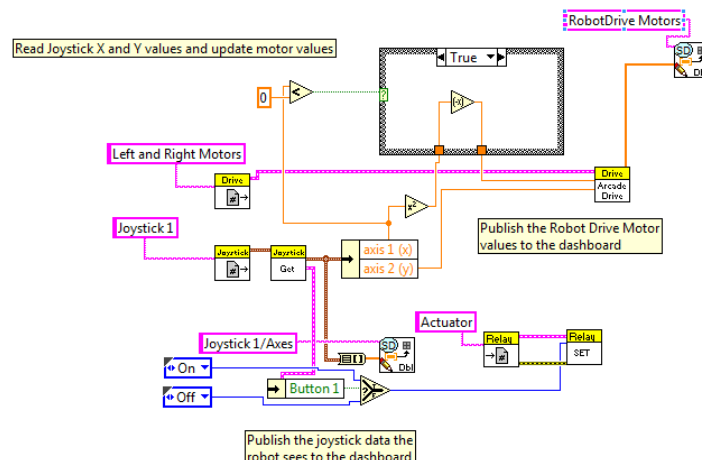 RobotDrive Motors
Read Joystick X and Y values and update motor values
True
SD
Dbl
<
0
?
-x
Left and Right Motors
Drive
#
Drive
Arcade
Drive
x²
Joystick 1
Publish the Robot Drive Motor
values to the dashboard
Joystick
#
Joystick
Get
axis 1 (x)
axis 2 (y)
Actuator
Joystick 1/Axes
SD
Dbl
Relay
#
Relay
SET
On
Button 1
?
Off
Publish the joystick data the
robot sees to the dashboard